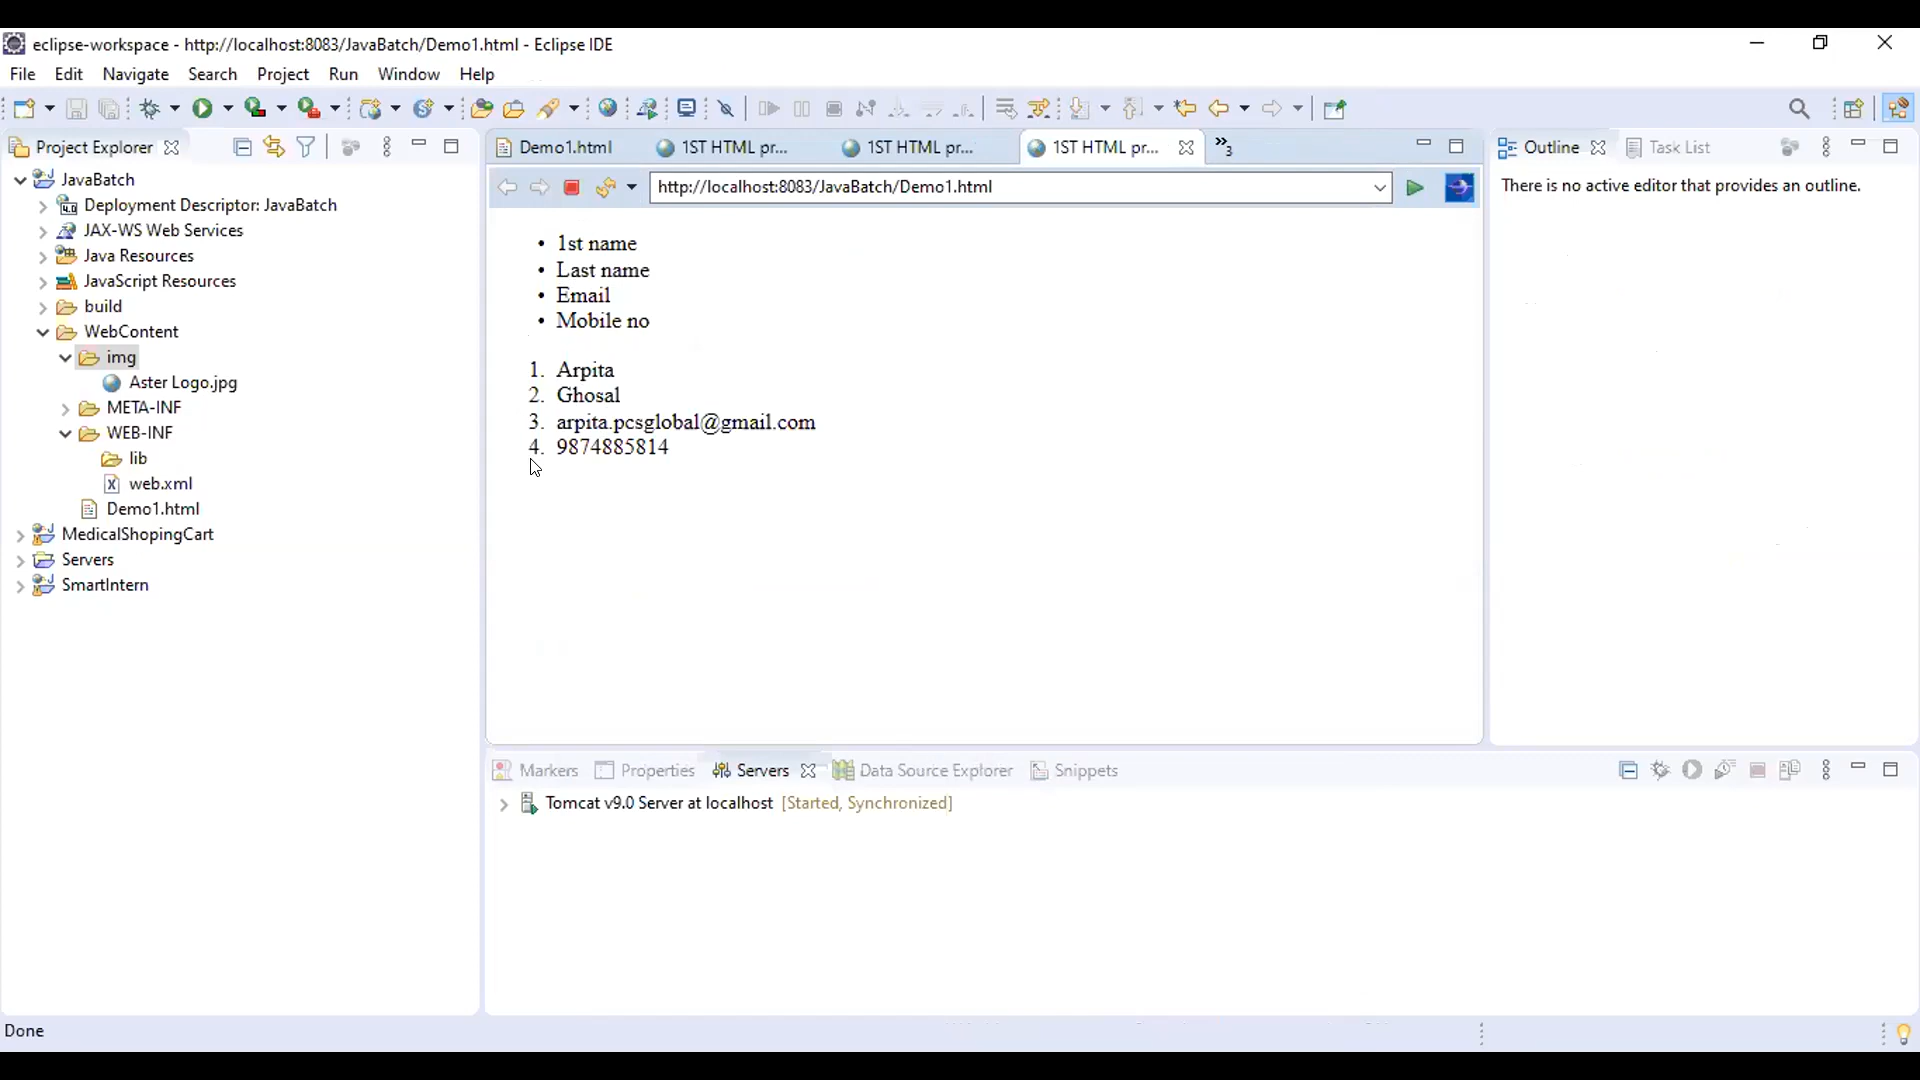 eclipse-workspace - http://localhost:8083/JavaBatch/Demo1.html - Eclipse IDE
File Edit Navigate Search Project Run Window Help
Project Explorer
JavaBatch
Deployment Descriptor: JavaBatch
JAX-WS Web Services
Java Resources
JavaScript Resources
build
WebContent
img
Aster Logo.jpg
META-INF
WEB-INF
lib
web.xml
Demo1.html
MedicalShopingCart
Servers
SmartIntern
Demo1.html 1ST HTML pr... 1ST HTML pr... 1ST HTML pr... »3
http://localhost:8083/JavaBatch/Demo1.html
• 1st name
• Last name
• Email
• Mobile no
1. Arpita
2. Ghosal
3. arpita.pcsglobal@gmail.com
4. 9874885814
Outline Task List
There is no active editor that provides an outline.
Markers Properties Servers Data Source Explorer Snippets
Tomcat v9.0 Server at localhost [Started, Synchronized]
Done